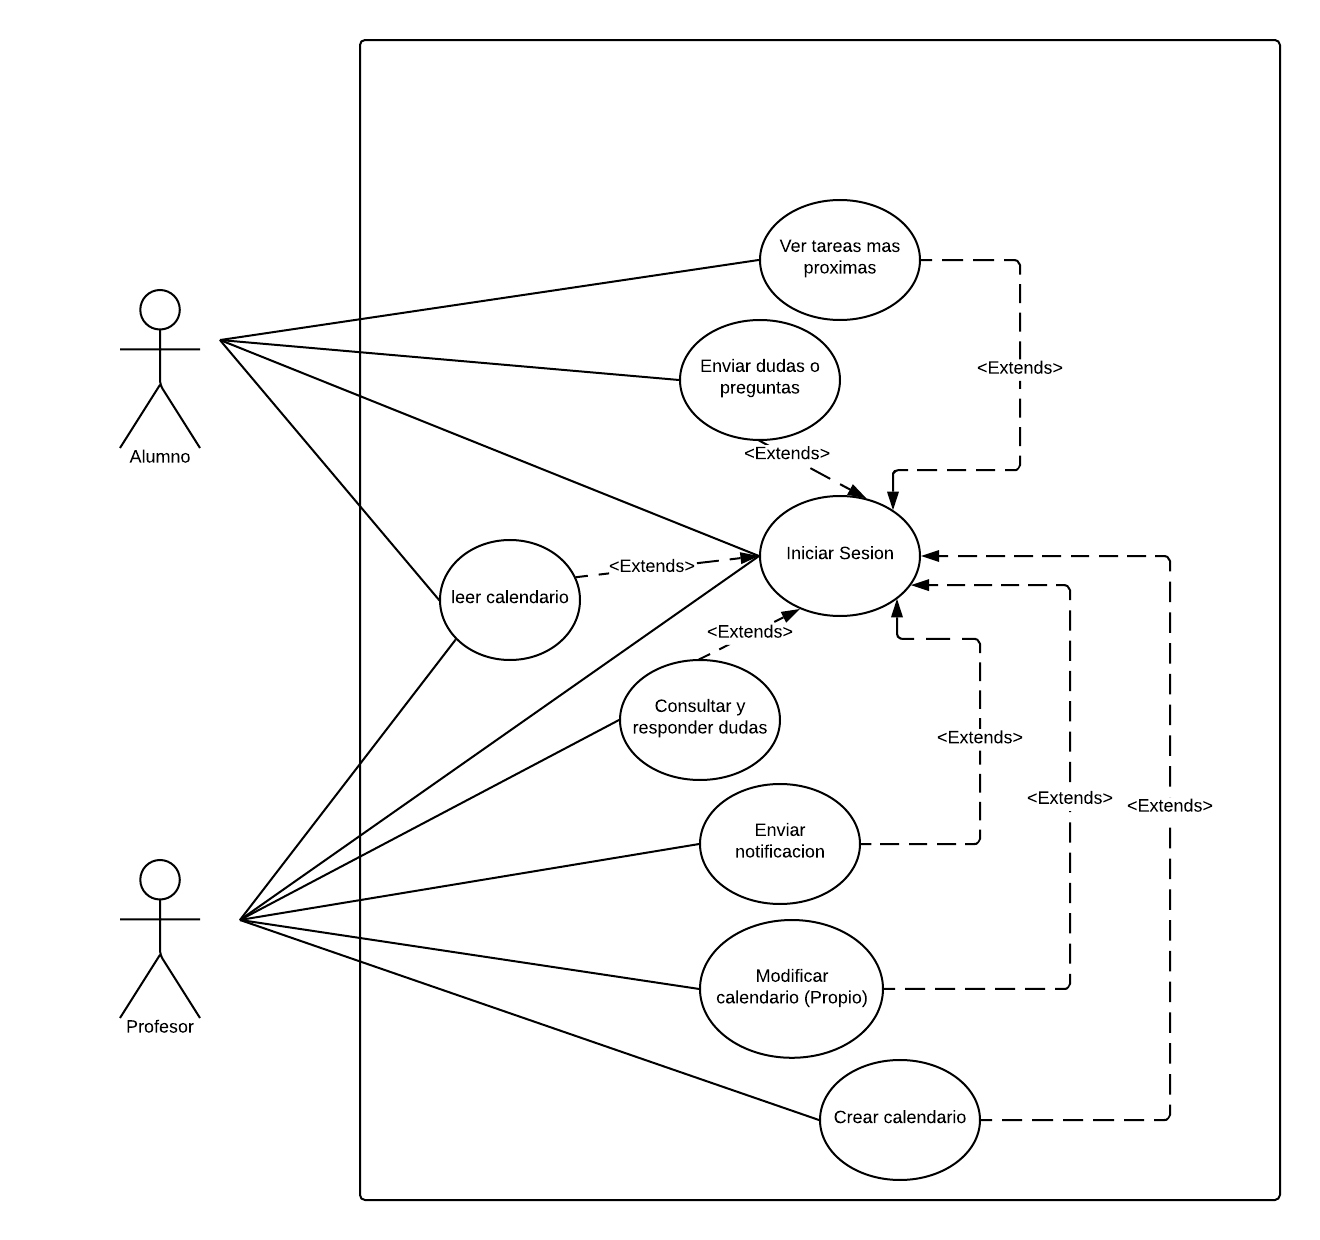 Ver tareas mas
proximas
Enviar dudas o
preguntas
<Extends>
<Extends>
Alumno
Iniciar Sesion
<Extends>
leer calendario
<Extends>
Consultar y
responder dudas
<Extends>
<Extends>
<Extends>
Enviar
notificacion
Modificar
calendario (Propio)
Profesor
Crear calendario